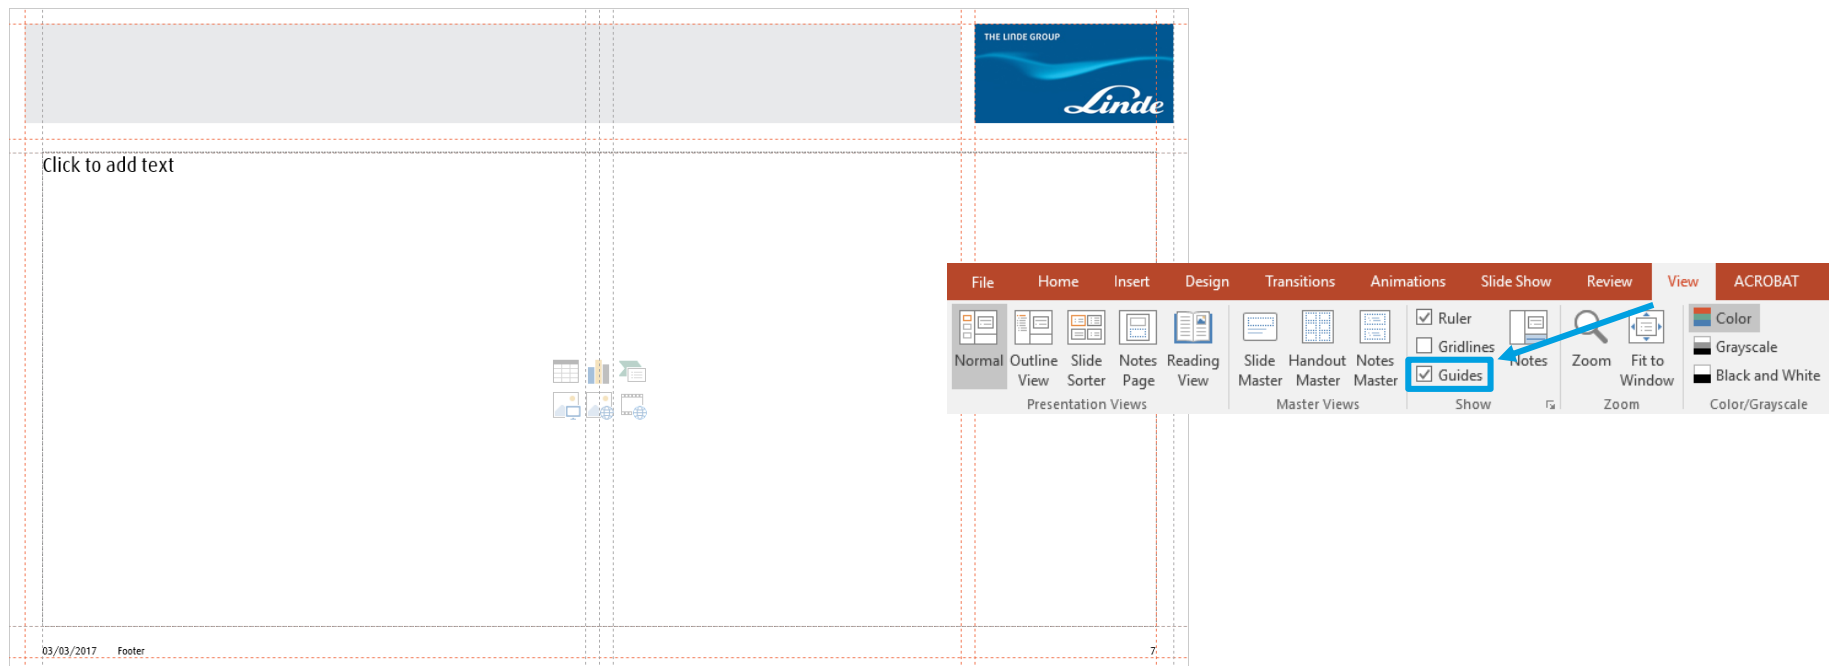 THE LINDE GROUP
Linde
Click to add text
File Home Insert Design Transitions Animations Slide Show Review View ACROBAT
Normal Outline View Slide Sorter Notes Page Reading View
Presentation Views
Slide Master Handout Master Notes Master
Master Views
Ruler
Gridlines
Guides
Notes
Show
Zoom Fit to Window
Zoom
Color
Grayscale
Black and White
Color/Grayscale
03/03/2017 Footer 7